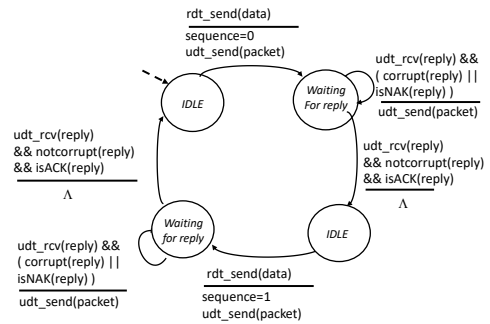 rdt_send(data)
sequence=0
udt_send(packet)
IDLE
Waiting
For reply
udt_rcv(reply) &&
( corrupt(reply) ||
isNAK(reply) )
udt_send(packet)
udt_rcv(reply)
&& notcorrupt(reply)
&& isACK(reply)
Λ
udt_rcv(reply)
&& notcorrupt(reply)
&& isACK(reply)
Λ
Waiting
for reply
IDLE
udt_rcv(reply) &&
( corrupt(reply) ||
isNAK(reply) )
udt_send(packet)
rdt_send(data)
sequence=1
udt_send(packet)